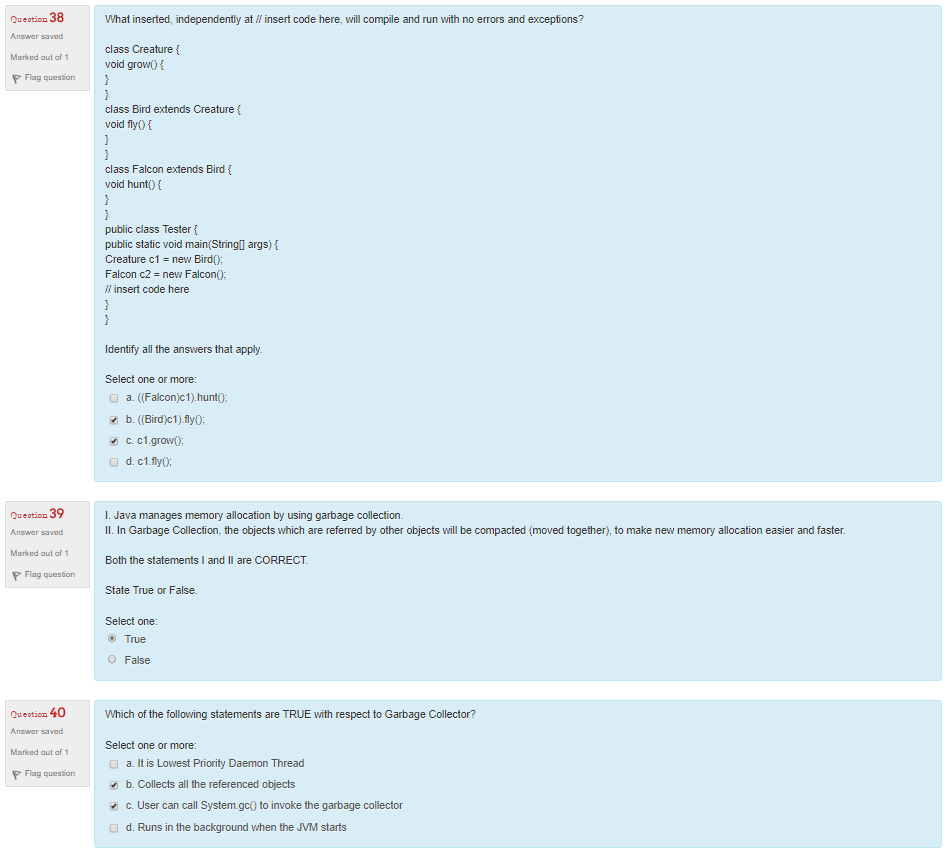 Question 38
Answer saved
Marked out of 1
Flag question
What inserted, independently at // insert code here, will compile and run with no errors and exceptions?
class Creature {
void grow() {
}
}
class Bird extends Creature {
void fly() {
}
}
class Falcon extends Bird {
void hunt() {
}
}
public class Tester {
public static void main(String[] args) {
Creature c1 = new Bird();
Falcon c2 = new Falcon();
// insert code here
}
}
Identify all the answers that apply.
Select one or more:
a. ((Falcon)c1).hunt();
b. ((Bird)c1).fly();
c. c1.grow();
d. c1.fly();
Question 39
Answer saved
Marked out of 1
Flag question
I. Java manages memory allocation by using garbage collection.
II. In Garbage Collection, the objects which are referred by other objects will be compacted (moved together), to make new memory allocation easier and faster.
Both the statements I and II are CORRECT.
State True or False.
Select one:
True
False
Question 40
Answer saved
Marked out of 1
Flag question
Which of the following statements are TRUE with respect to Garbage Collector?
Select one or more:
a. It is Lowest Priority Daemon Thread
b. Collects all the referenced objects
c. User can call System.gc() to invoke the garbage collector
d. Runs in the background when the JVM starts